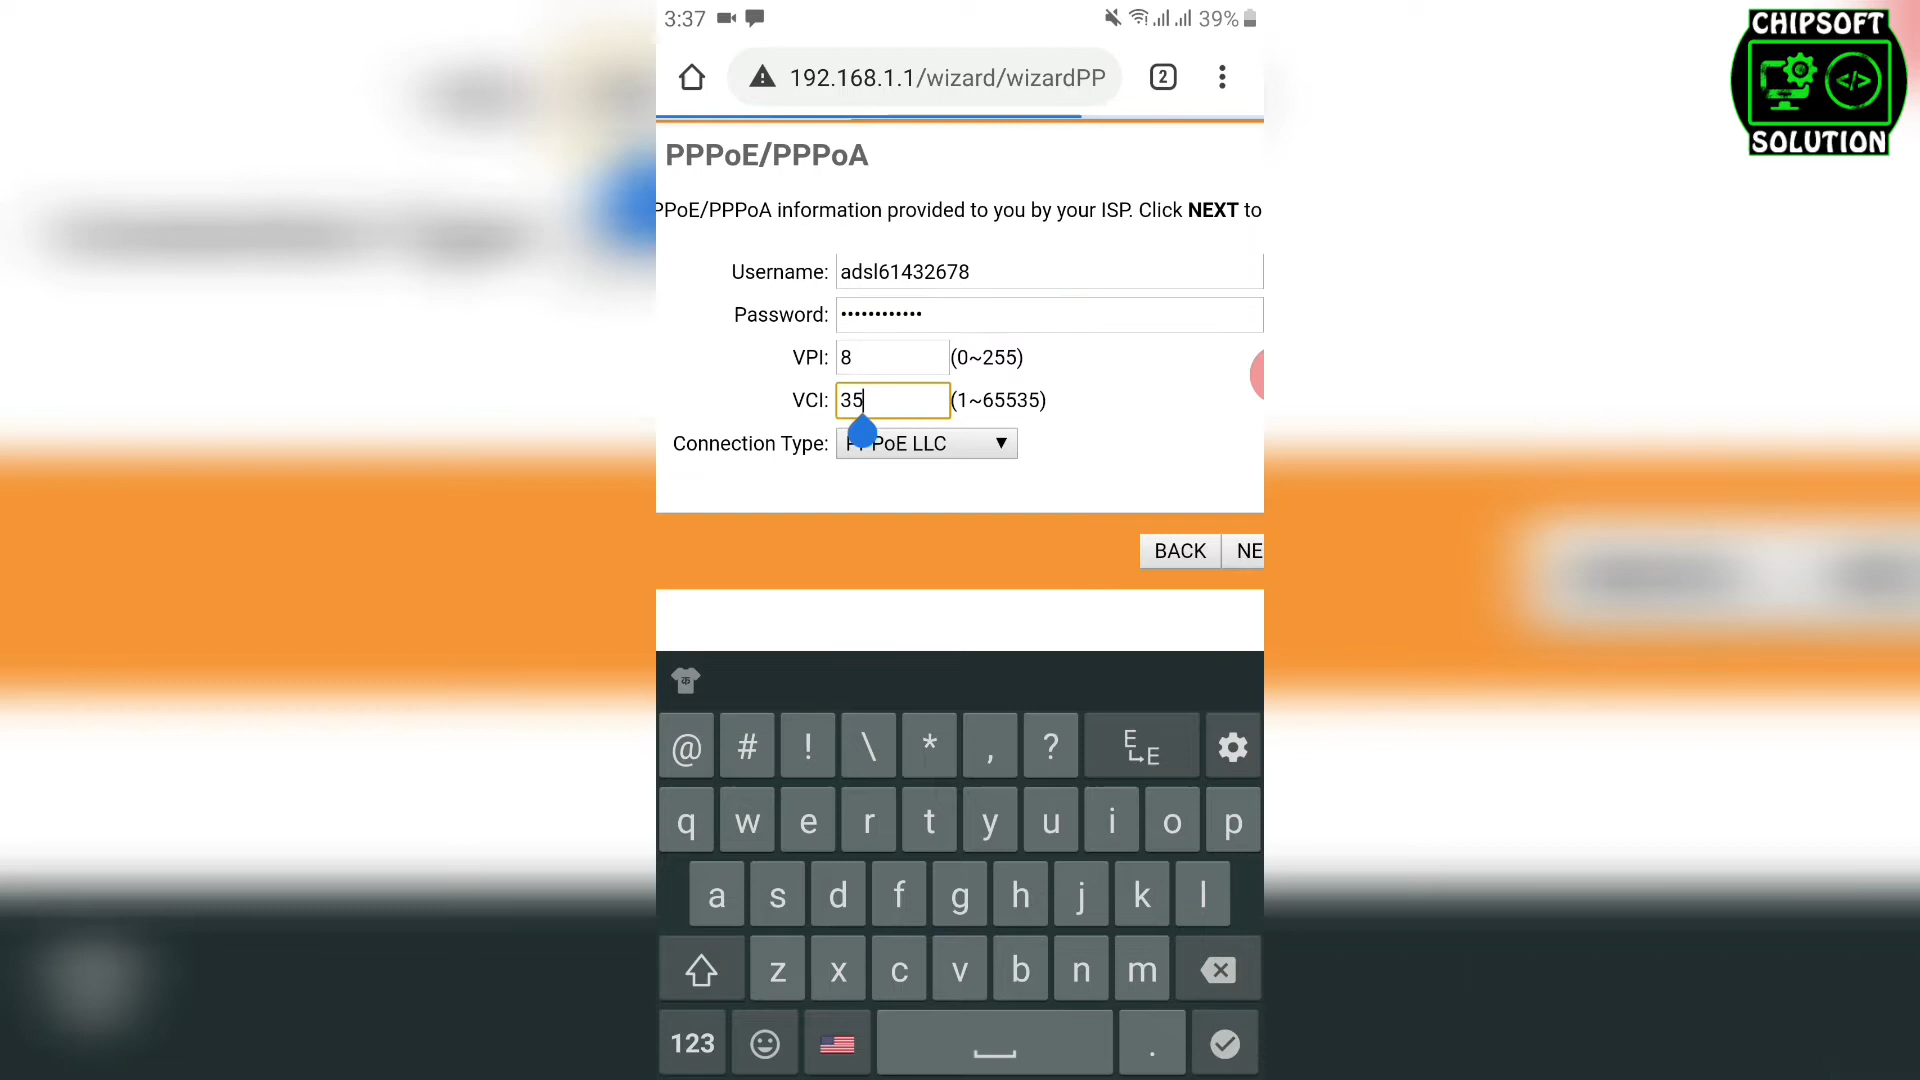 3:37
39%
CHIPSOFT
</>
SOLUTION
192.168.1.1/wizard/wizardPP
2
PPPoE/PPPoA
PPoE/PPPoA information provided to you by your ISP. Click NEXT to
Username: adsl61432678
Password: ••••••••••••
VPI: 8 (0~255)
VCI: 35 (1~65535)
Connection Type: PPPoE LLC
BACK NE
क
@ # ! \ * , ? E E
q w e r t y u i o p
a s d f g h j k l
z x c v b n m
123 .